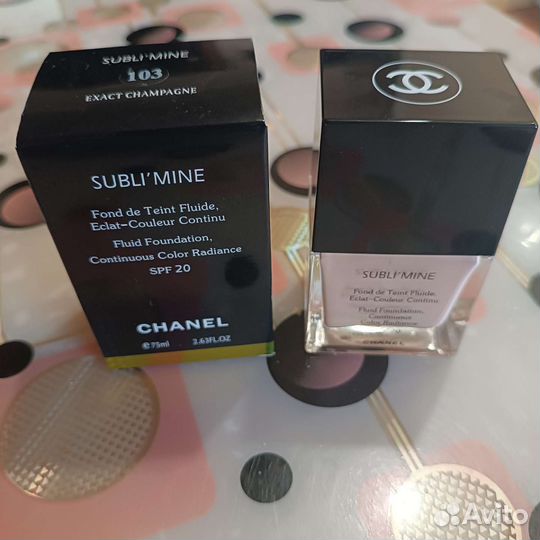 SUBLI'MINE
103
EXACT CHAMPAGNE
SUBLI'MINE
Fond de Teint Fluide,
Eclat-Couleur Continu
Fluid Foundation,
Continuous Color Radiance
SPF 20
CHANEL
75ml 2.63FL.OZ
SUBLI'MINE
Fond de Teint Fluide,
Eclat-Couleur Continu
Fluid Foundation,
Continuous
Color Radiance
CHANEL
Avito